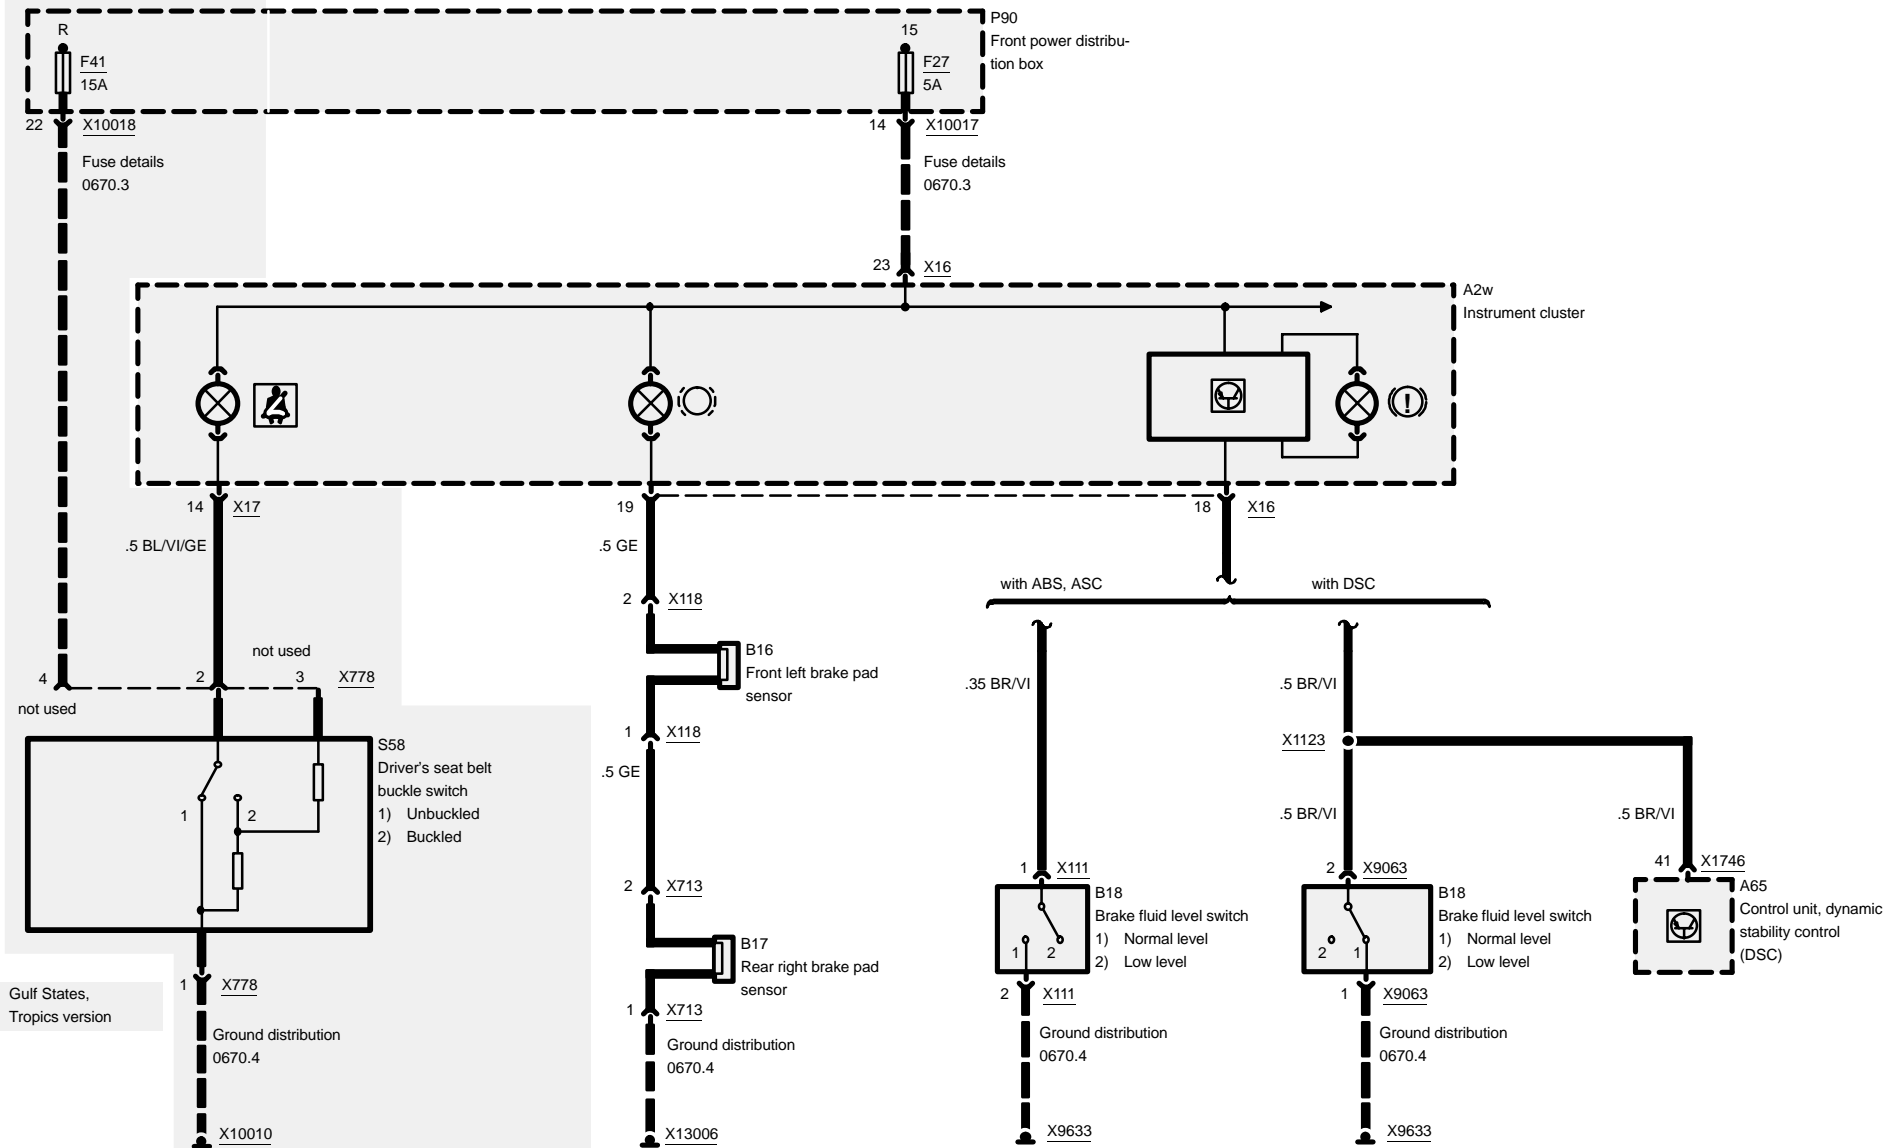 P90
R
15
Front power distribu-
tion box
F41
F27
15A
5A
22
X10018
14
X10017
Fuse details
0670.3
Fuse details
0670.3
23
X16
A2w
Instrument cluster
!
14
X17
19
18
X16
.5 BL/VI/GE
.5 GE
with ABS, ASC
with DSC
2
X118
not used
4
2
3
X778
not used
B16
Front left brake pad
sensor
.35 BR/VI
.5 BR/VI
1
X118
X1123
S58
Driver's seat belt
buckle switch
1) Unbuckled
2) Buckled
1
2
.5 GE
.5 BR/VI
.5 BR/VI
2
X713
1
X111
2
X9063
41
X1746
B17
Rear right brake pad
sensor
B18
Brake fluid level switch
1) Normal level
2) Low level
1
2
B18
Brake fluid level switch
1) Normal level
2) Low level
2
1
A65
Control unit, dynamic
stability control
(DSC)
1
X778
1
X713
2
X111
1
X9063
Gulf States,
Tropics version
Ground distribution
0670.4
Ground distribution
0670.4
Ground distribution
0670.4
Ground distribution
0670.4
X10010
X13006
X9633
X9633